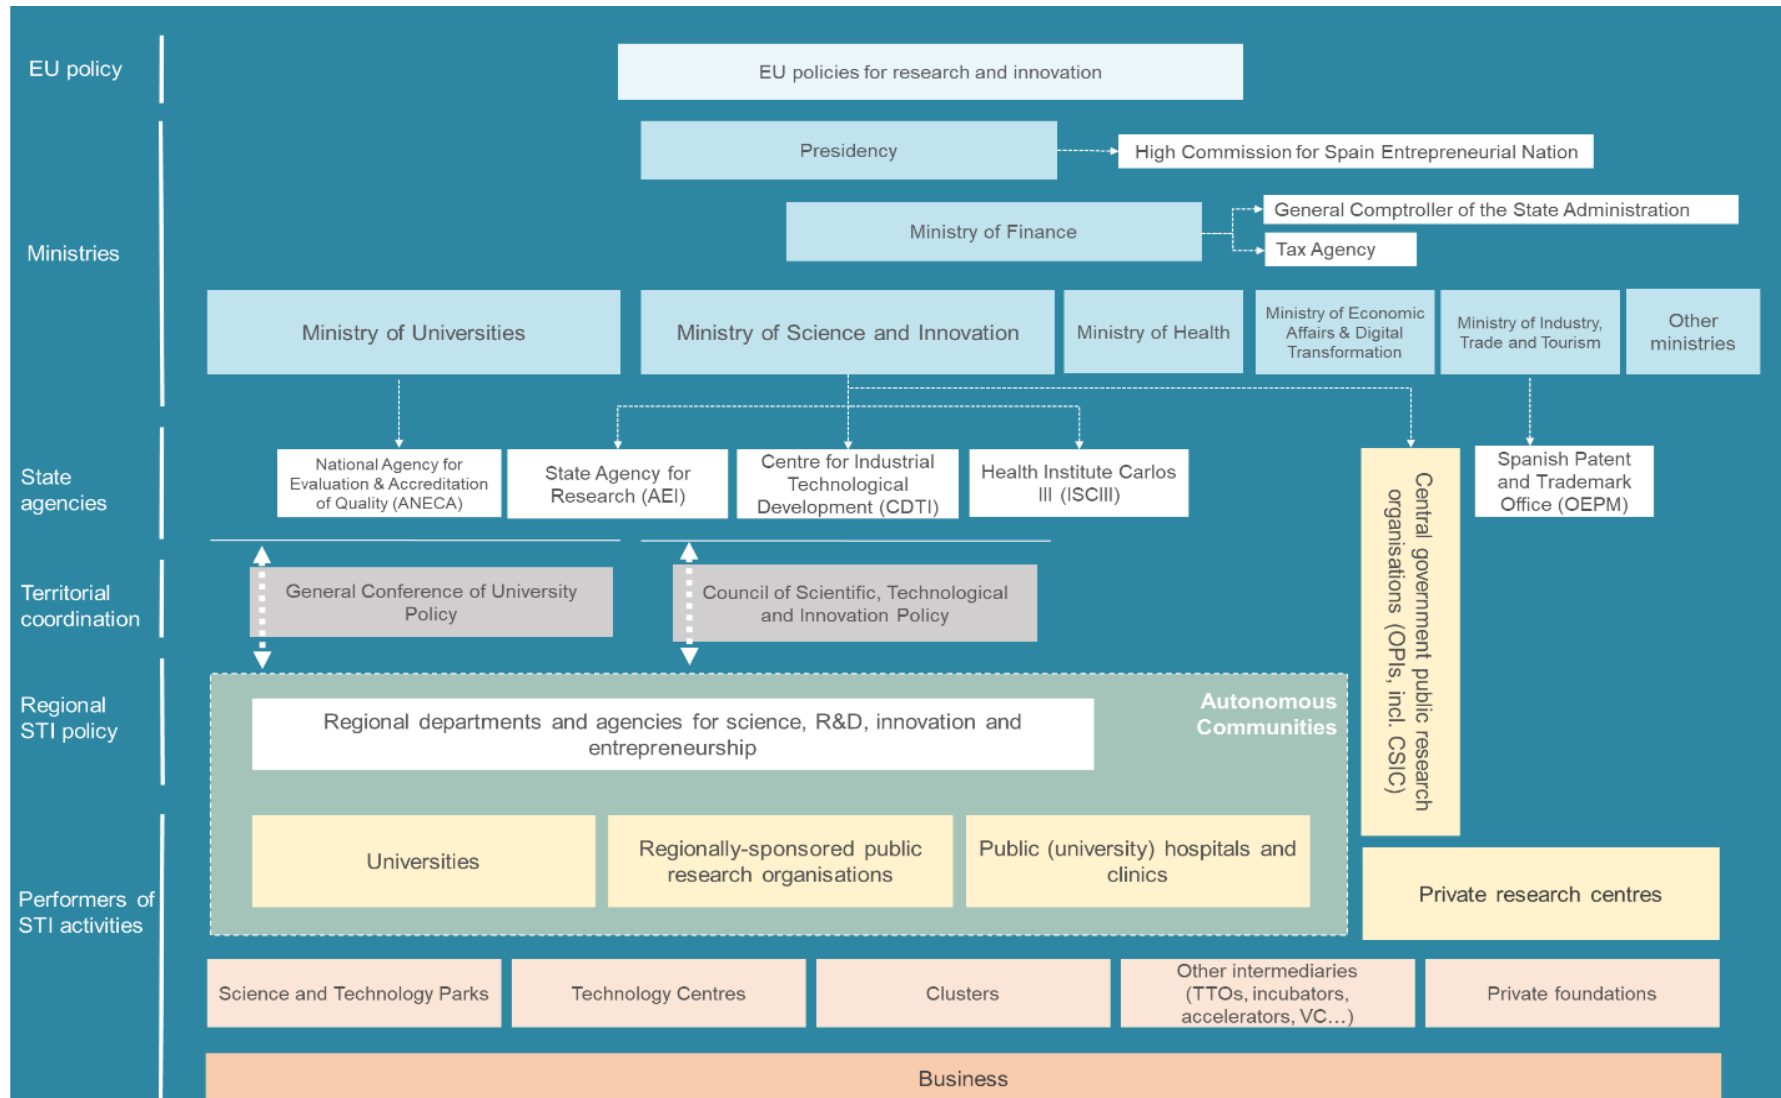 EU policy
EU policies for research and innovation
Ministries
Presidency
High Commission for Spain Entrepreneurial Nation
Ministry of Finance
General Comptroller of the State Administration
Tax Agency
Ministry of Universities
Ministry of Science and Innovation
Ministry of Health
Ministry of Economic
Affairs & Digital
Transformation
Ministry of Industry,
Trade and Tourism
Other
ministries
State
agencies
National Agency for
Evaluation & Accreditation
of Quality (ANECA)
State Agency for
Research (AEI)
Centre for Industrial
Technological
Development (CDTI)
Health Institute Carlos
III (ISCIII)
Central government public research
organisations (OPIs, incl. CSIC)
Spanish Patent
and Trademark
Office (OEPM)
Territorial
coordination
General Conference of University
Policy
Council of Scientific, Technological
and Innovation Policy
Regional
STI policy
Autonomous
Communities
Regional departments and agencies for science, R&D, innovation and
entrepreneurship
Performers of
STI activities
Universities
Regionally-sponsored public
research organisations
Public (university) hospitals and
clinics
Private research centres
Science and Technology Parks
Technology Centres
Clusters
Other intermediaries
(TTOs, incubators,
accelerators, VC…)
Private foundations
Business